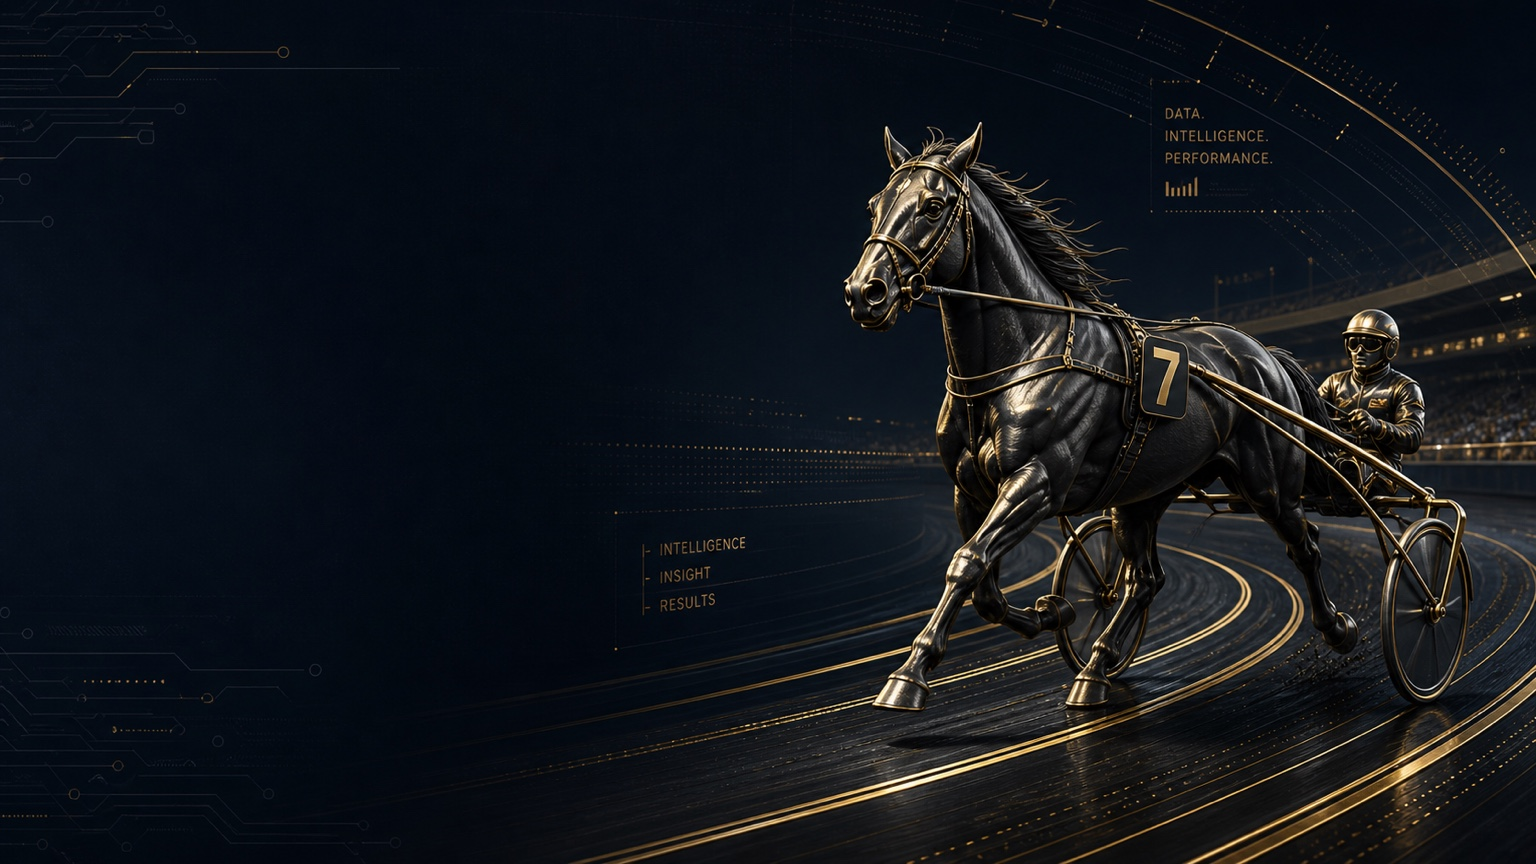 DATA.
INTELLIGENCE.
PERFORMANCE.
7
INTELLIGENCE
INSIGHT
RESULTS